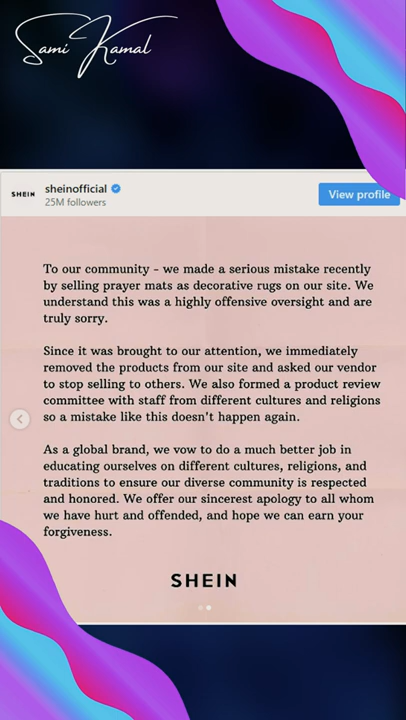 Sami Kamal
SHEIN
sheinofficial
25M followers
View profile
To our community - we made a serious mistake recently
by selling prayer mats as decorative rugs on our site. We
understand this was a highly offensive oversight and are
truly sorry.
Since it was brought to our attention, we immediately
removed the products from our site and asked our vendor
to stop selling to others. We also formed a product review
committee with staff from different cultures and religions
so a mistake like this doesn't happen again.
As a global brand, we vow to do a much better job in
educating ourselves on different cultures, religions, and
traditions to ensure our diverse community is respected
and honored. We offer our sincerest apology to all whom
we have hurt and offended, and hope we can earn your
forgiveness.
SHEIN